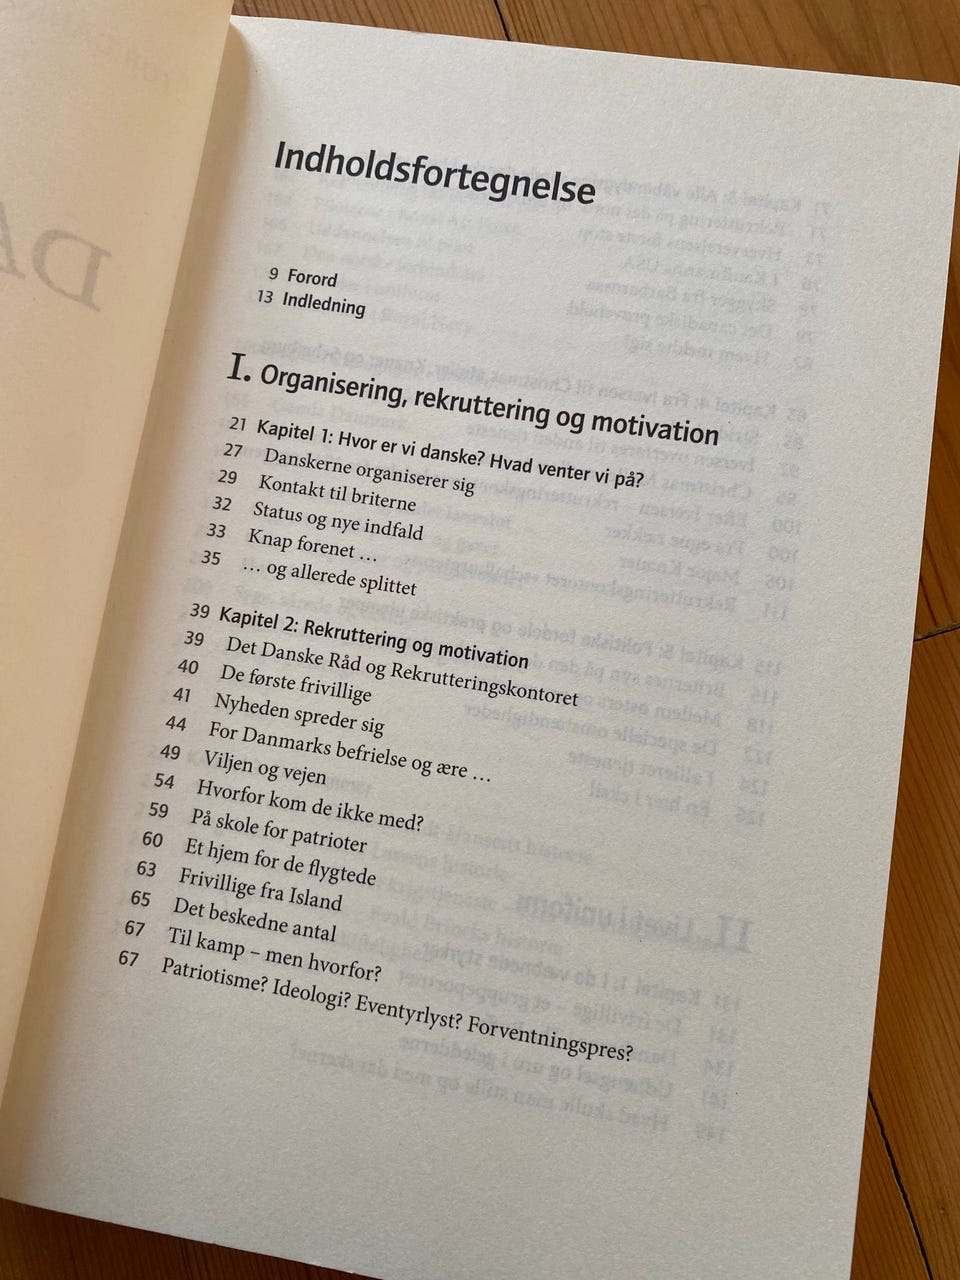 Indholdsfortegnelse
9 Forord
13 Indledning
I. Organisering, rekruttering og motivation
21 Kapitel 1: Hvor er vi danske? Hvad venter vi på?
27 Danskerne organiserer sig
29 Kontakt til briterne
32 Status og nye indfald
33 Knap forenet …
35 … og allerede splittet
39 Kapitel 2: Rekruttering og motivation
39 Det Danske Råd og Rekrutteringskontoret
40 De første frivillige
41 Nyheden spreder sig
44 For Danmarks befrielse og ære …
49 Viljen og vejen
54 Hvorfor kom de ikke med?
59 På skole for patrioter
60 Et hjem for de flygtede
63 Frivillige fra Island
65 Det beskedne antal
67 Til kamp – men hvorfor?
67 Patriotisme? Ideologi? Eventyrlyst? Forventningspres?